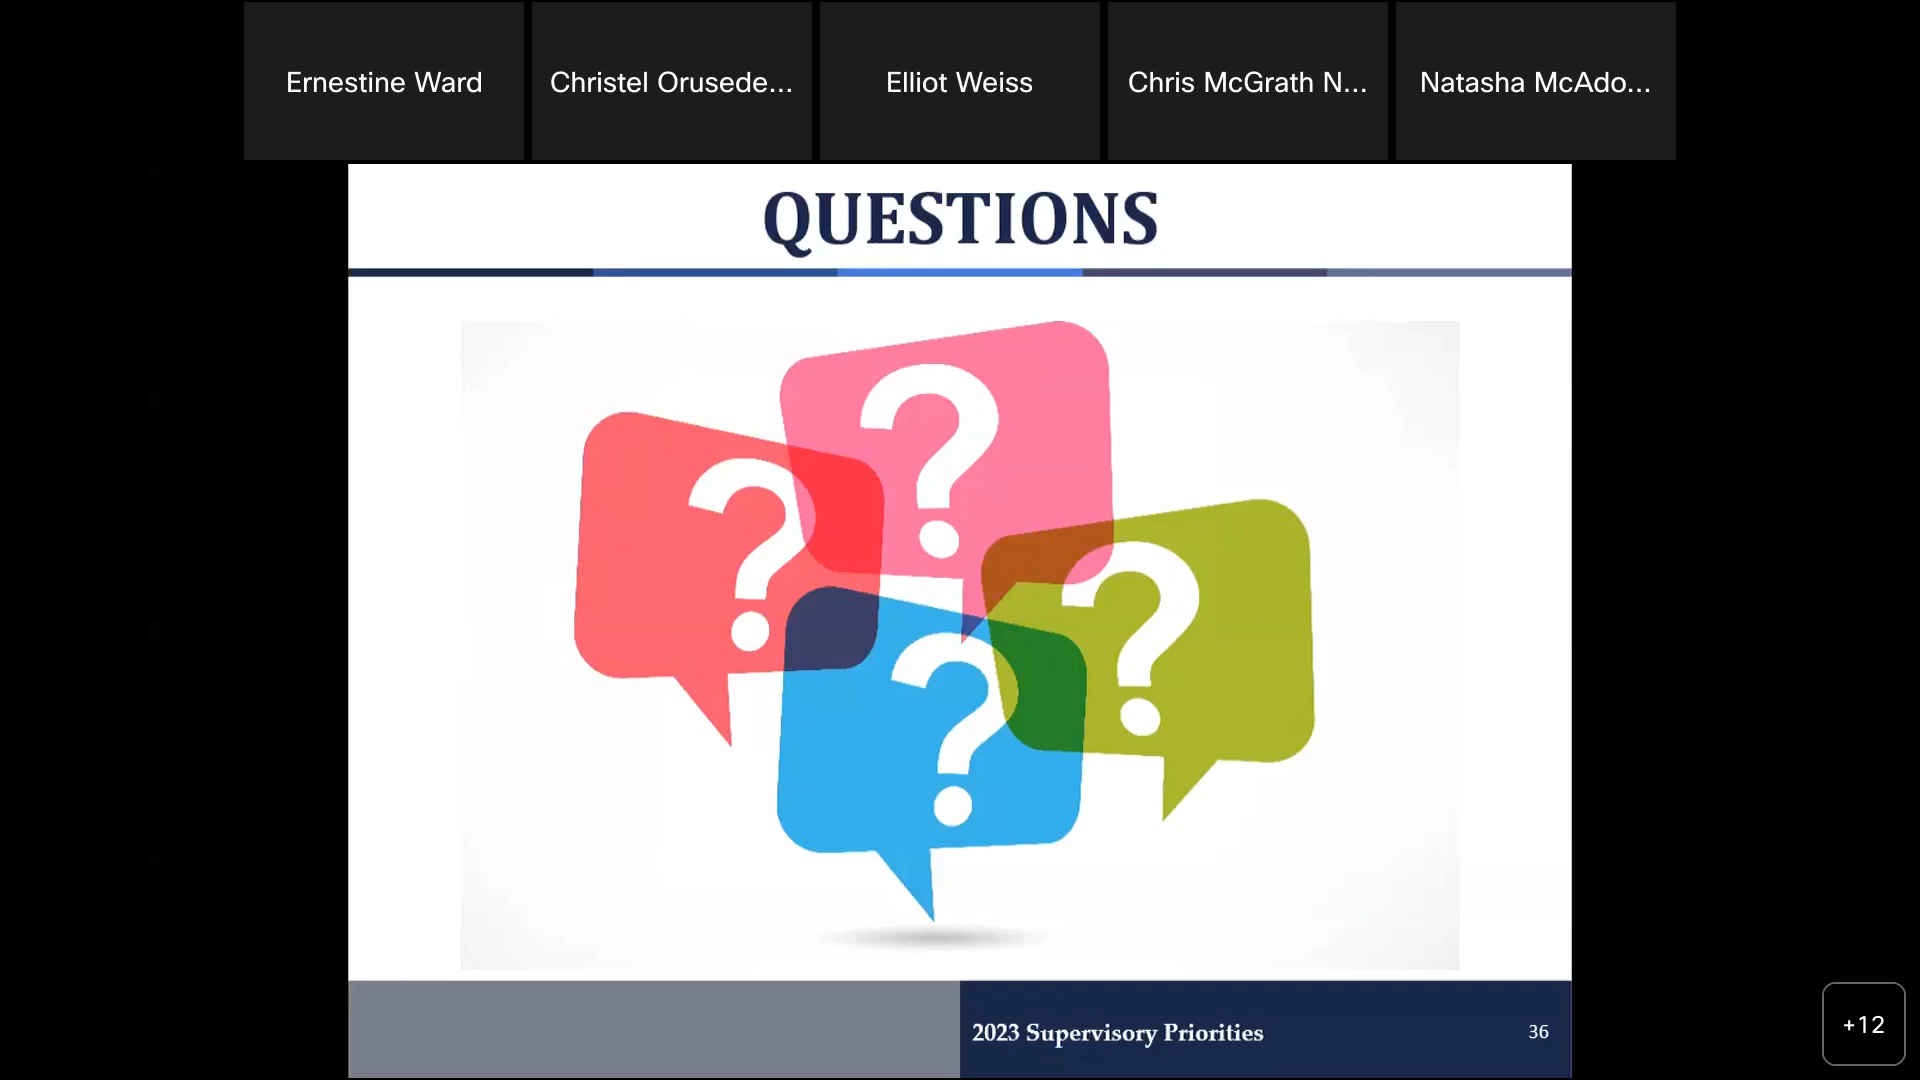 Ernestine Ward
Christel Orusede...
Elliot Weiss
Chris McGrath N...
Natasha McAdo...
QUESTIONS
?
?
?
?
2023 Supervisory Priorities
36
+12